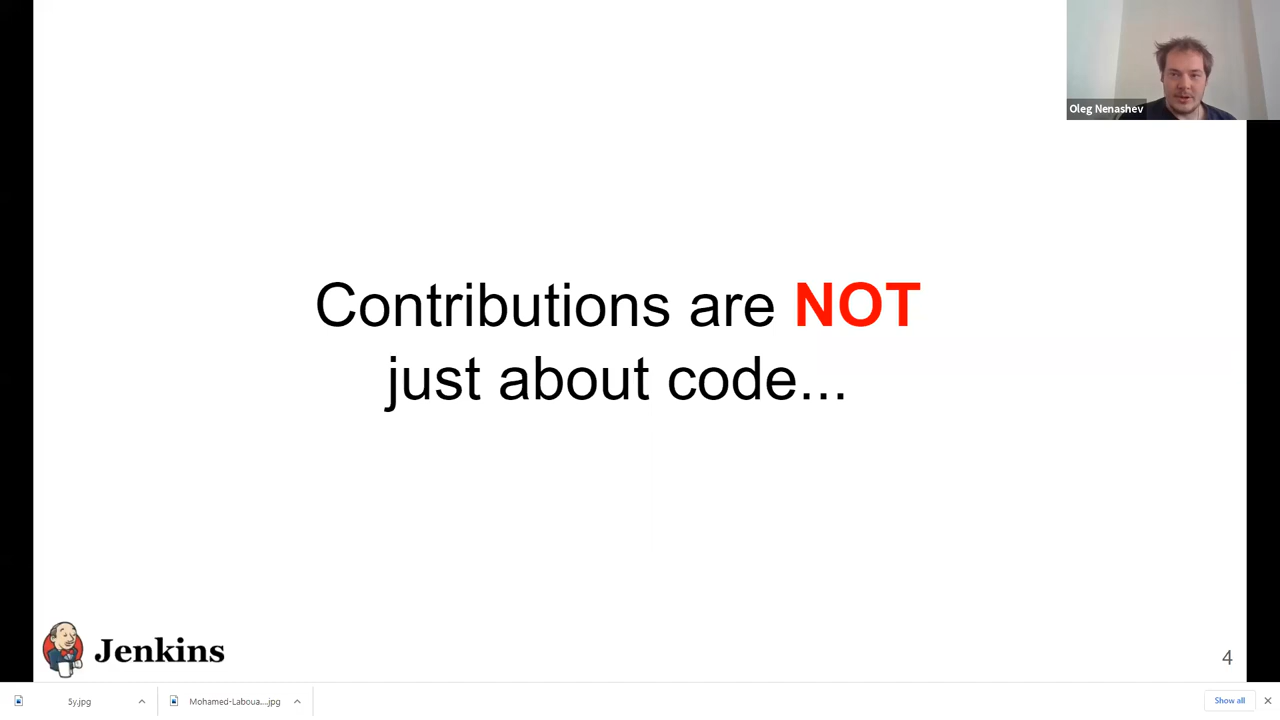 Oleg Nenashev
Contributions are NOT
just about code...
Jenkins
4
5y.jpg
Mohamed-Laboua....jpg
Show all